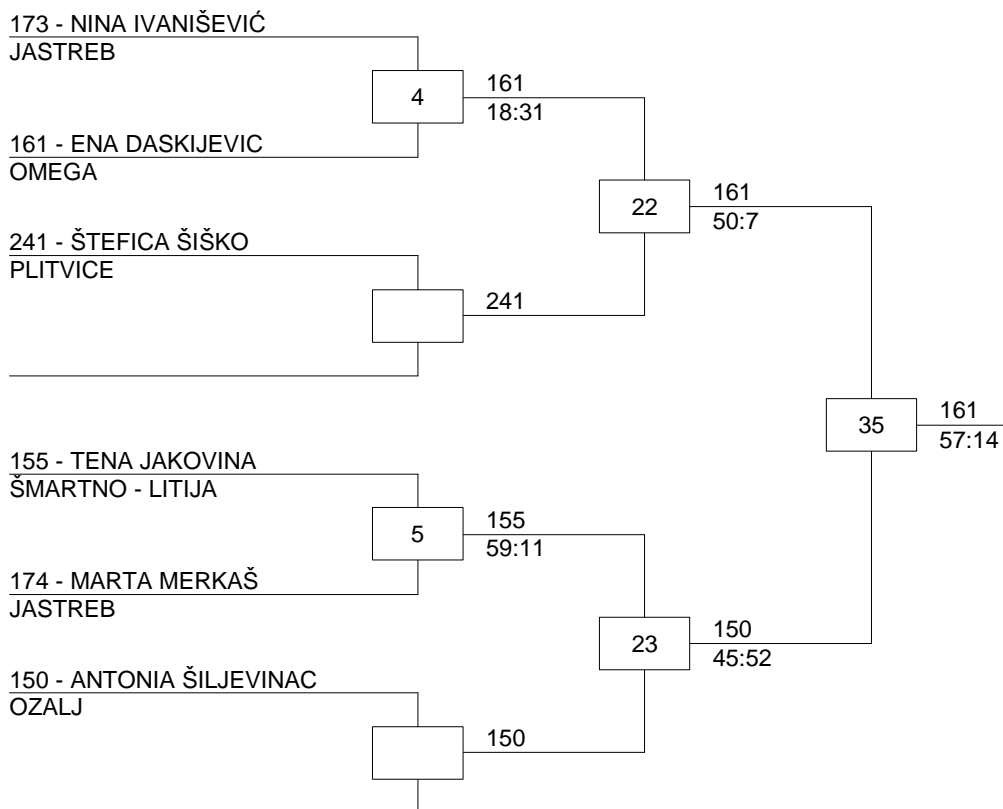 173 - NINA IVANIŠEVIĆ
JASTREB
4
161
18:31
161 - ENA DASKIJEVIC
OMEGA
22
161
50:7
241 - ŠTEFICA ŠIŠKO
PLITVICE
241
35
161
57:14
155 - TENA JAKOVINA
ŠMARTNO - LITIJA
5
155
59:11
174 - MARTA MERKAŠ
JASTREB
23
150
45:52
150 - ANTONIA ŠILJEVINAC
OZALJ
150